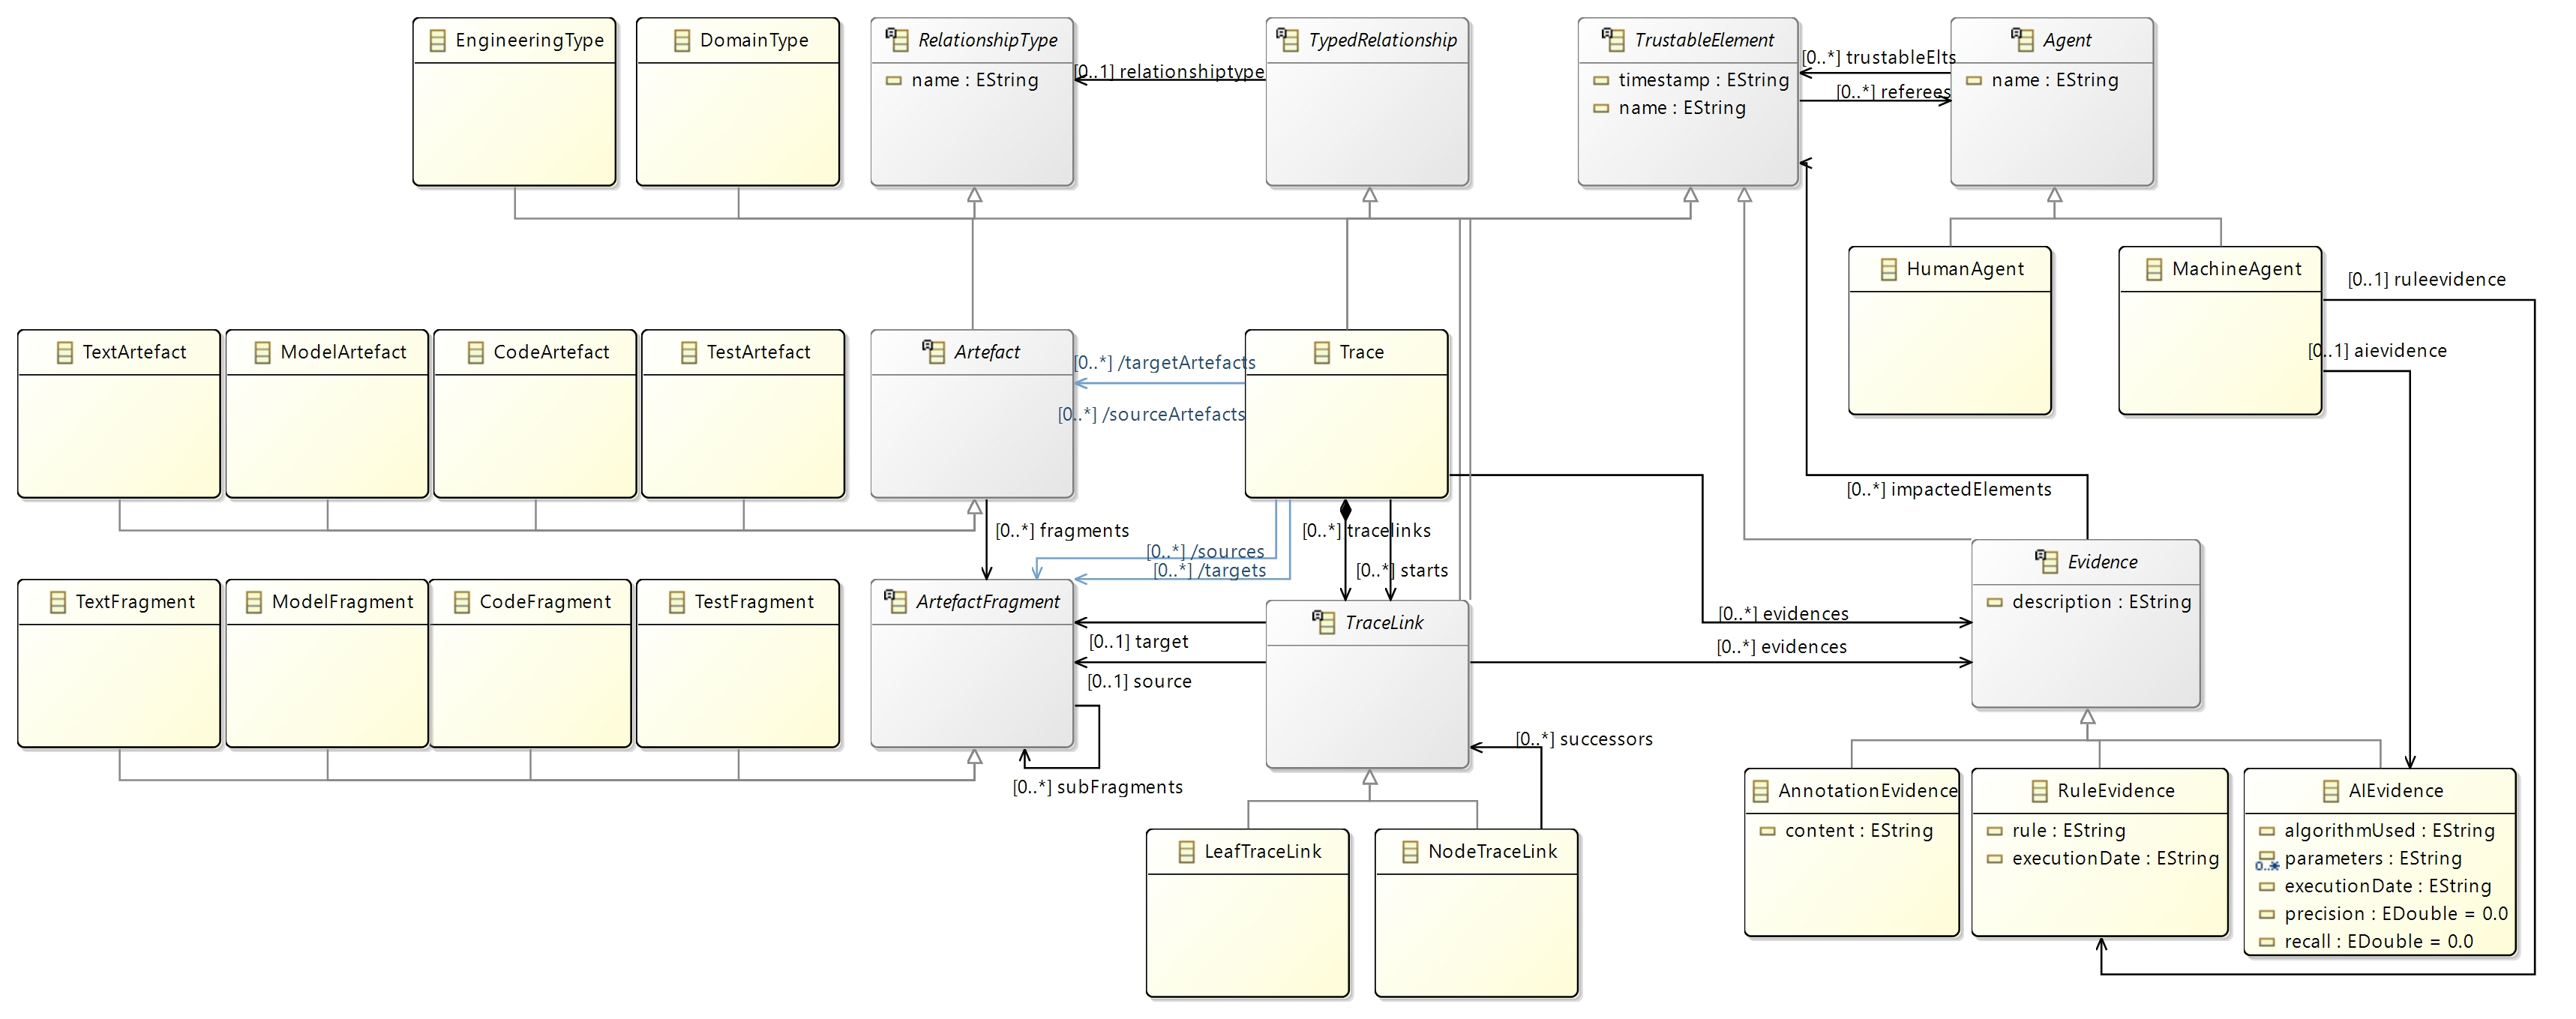 EngineeringType
DomainType
RelationshipType
name : EString
[0..1] relationshiptype
TypedRelationship
TrustableElement
timestamp : EString
name : EString
[0..*] trustableElts
[0..*] referees
Agent
name : EString
HumanAgent
MachineAgent
[0..1] ruleevidence
[0..1] aievidence
TextArtefact
ModelArtefact
CodeArtefact
TestArtefact
Artefact
[0..*] /targetArtefacts
[0..*] /sourceArtefacts
Trace
[0..*] impactedElements
[0..*] fragments
[0..*] /sources
[0..*] /targets
[0..*] tracelinks
[0..*] starts
TextFragment
ModelFragment
CodeFragment
TestFragment
ArtefactFragment
[0..1] target
[0..1] source
[0..*] subFragments
TraceLink
[0..*] evidences
[0..*] evidences
Evidence
description : EString
[0..*] successors
LeafTraceLink
NodeTraceLink
AnnotationEvidence
content : EString
RuleEvidence
rule : EString
executionDate : EString
AIEvidence
algorithmUsed : EString
0..* parameters : EString
executionDate : EString
precision : EDouble = 0.0
recall : EDouble = 0.0